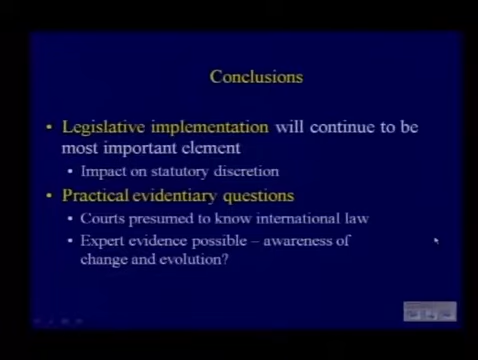 Conclusions
• Legislative implementation will continue to be
most important element
• Impact on statutory discretion
• Practical evidentiary questions
• Courts presumed to know international law
• Expert evidence possible – awareness of
change and evolution?